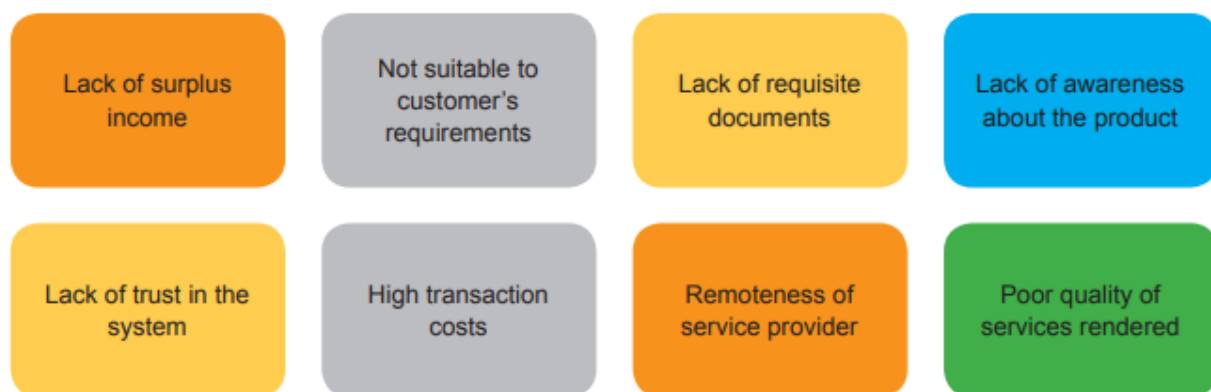 Lack of surplus
income
Not suitable to
customer’s
requirements
Lack of requisite
documents
Lack of awareness
about the product
Lack of trust in the
system
High transaction
costs
Remoteness of
service provider
Poor quality of
services rendered